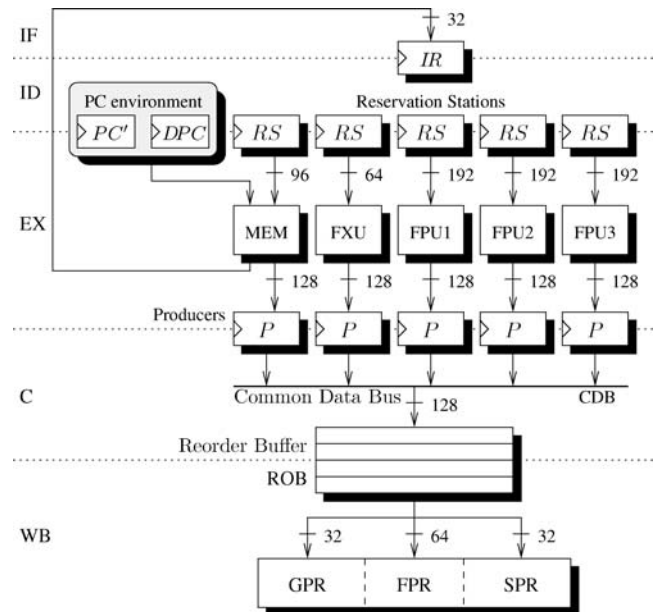 IF
32
IR
ID
PC environment
Reservation Stations
PC′ DPC RS RS RS RS RS
96 64 192 192 192
EX
MEM FXU FPU1 FPU2 FPU3
128 128 128 128 128
Producers
P P P P P
C
Common Data Bus
CDB
128
Reorder Buffer
ROB
WB
32 64 32
GPR FPR SPR